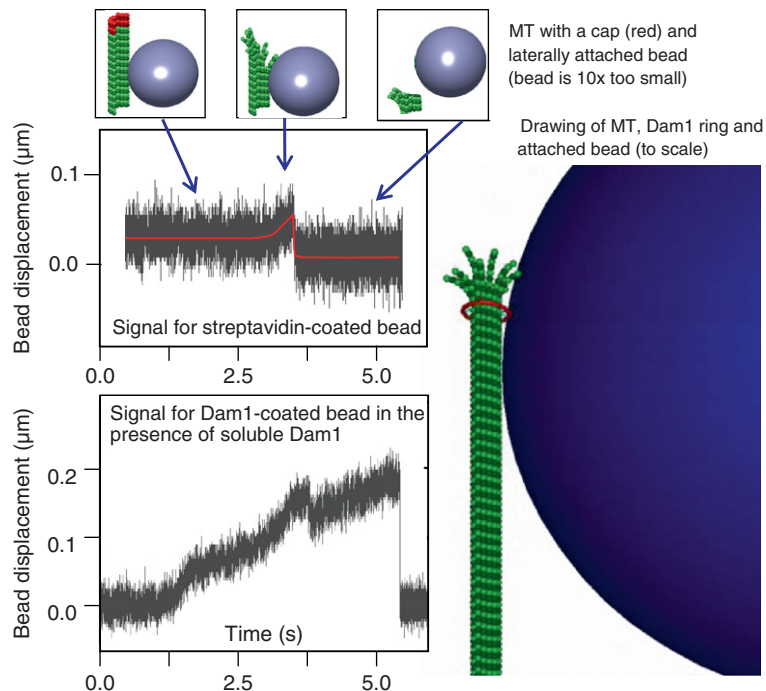 MT with a cap (red) and
laterally attached bead
(bead is 10x too small)
Drawing of MT, Dam1 ring and
attached bead (to scale)
Bead displacement (μm)
0.1
0.0
Signal for streptavidin-coated bead
0.0
2.5
5.0
Signal for Dam1-coated bead in the
presence of soluble Dam1
Bead displacement (μm)
0.2
0.1
0.0
Time (s)
0.0
2.5
5.0